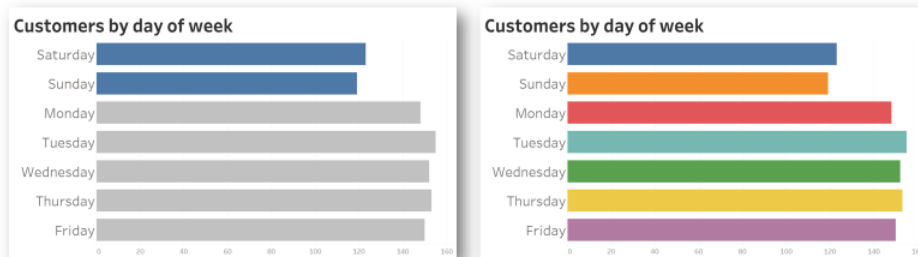 Customers by day of week
Saturday
Sunday
Monday
Tuesday
Wednesday
Thursday
Friday
0 20 40 60 80 100 120 140 160
Customers by day of week
Saturday
Sunday
Monday
Tuesday
Wednesday
Thursday
Friday
0 20 40 60 80 100 120 140